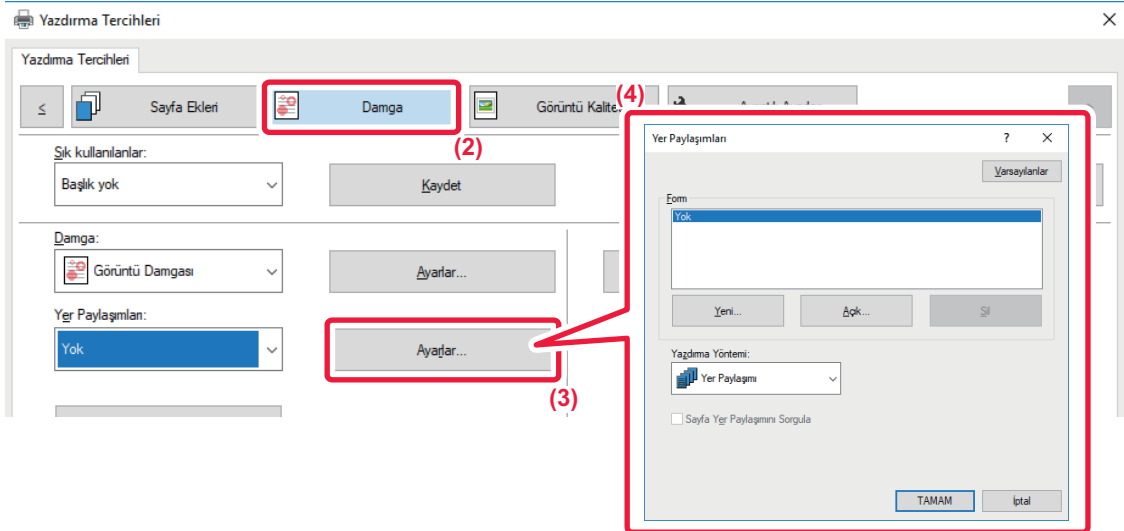 Yazdırma Tercihleri
Yazdırma Tercihleri
≤
Sayfa Ekleri
Damga
Görüntü
(2)
Sık kullanılanlar:
Başlık yok
Kaydet
Damga:
Görüntü Damgası
Ayarlar...
Yer Paylaşımları:
Yok
Ayarlar...
(3)
(4)
Yer Paylaşımları
?
Varsayılanlar
Form
Yok
Yeni...
Açık...
Sil
Yazdırma Yöntemi:
Yer Paylaşımı
Sayfa Yer Paylaşımını Sorgula
TAMAM
İptal